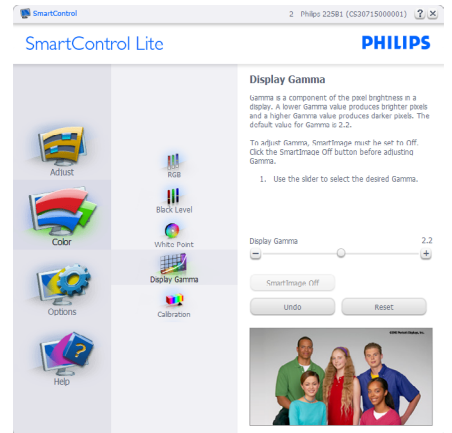 SmartControl
2 Philips 225B1 (CS30715000001) ? ×
SmartControl Lite
PHILIPS
Adjust
Color
Options
Help
RGB
Black Level
White Point
Display Gamma
Calibration
Display Gamma
Gamma is a component of the pixel brightness in a
display. A lower Gamma value produces brighter pixels
and a higher Gamma value produces darker pixels. The
default value for Gamma is 2.2.
To adjust Gamma, SmartImage must be set to Off.
Click the SmartImage Off button before adjusting
Gamma.
1. Use the slider to select the desired Gamma.
Display Gamma 2.2
SmartImage Off
Undo Reset